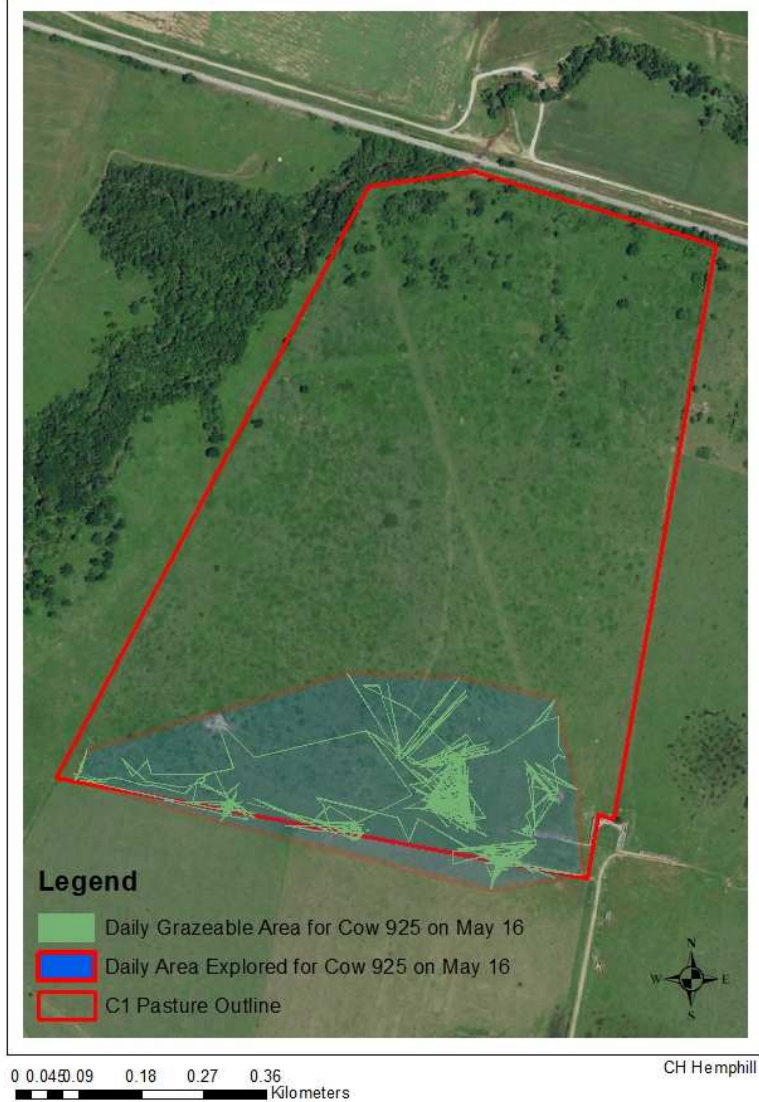 Legend
Daily Grazeable Area for Cow 925 on May 16
Daily Area Explored for Cow 925 on May 16
C1 Pasture Outline
N
W E
S
0 0.0450.09 0.18 0.27 0.36
Kilometers
CH Hemphill